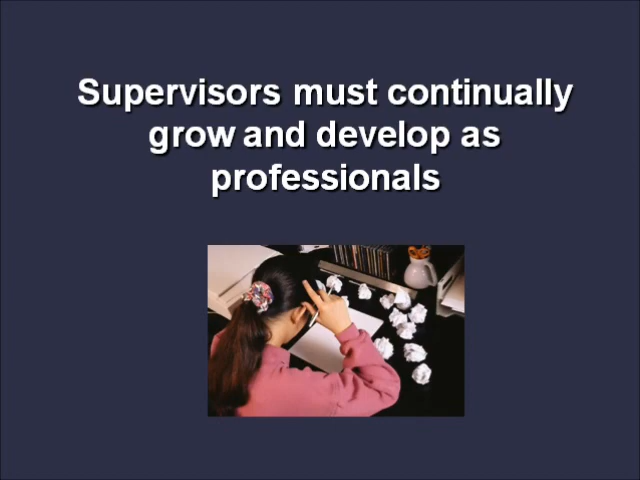 Supervisors must continually
grow and develop as
professionals